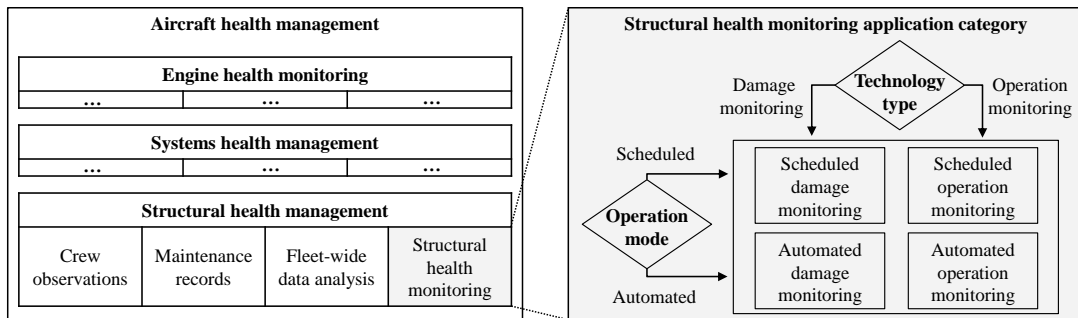 Aircraft health management
Engine health monitoring
... ... ...
Systems health management
... ... ...
Structural health management
Crew
observations
Maintenance
records
Fleet-wide
data analysis
Structural
health
monitoring
Structural health monitoring application category
Technology
type
Damage
monitoring
Operation
monitoring
Operation
mode
Scheduled
Automated
Scheduled
damage
monitoring
Scheduled
operation
monitoring
Automated
damage
monitoring
Automated
operation
monitoring